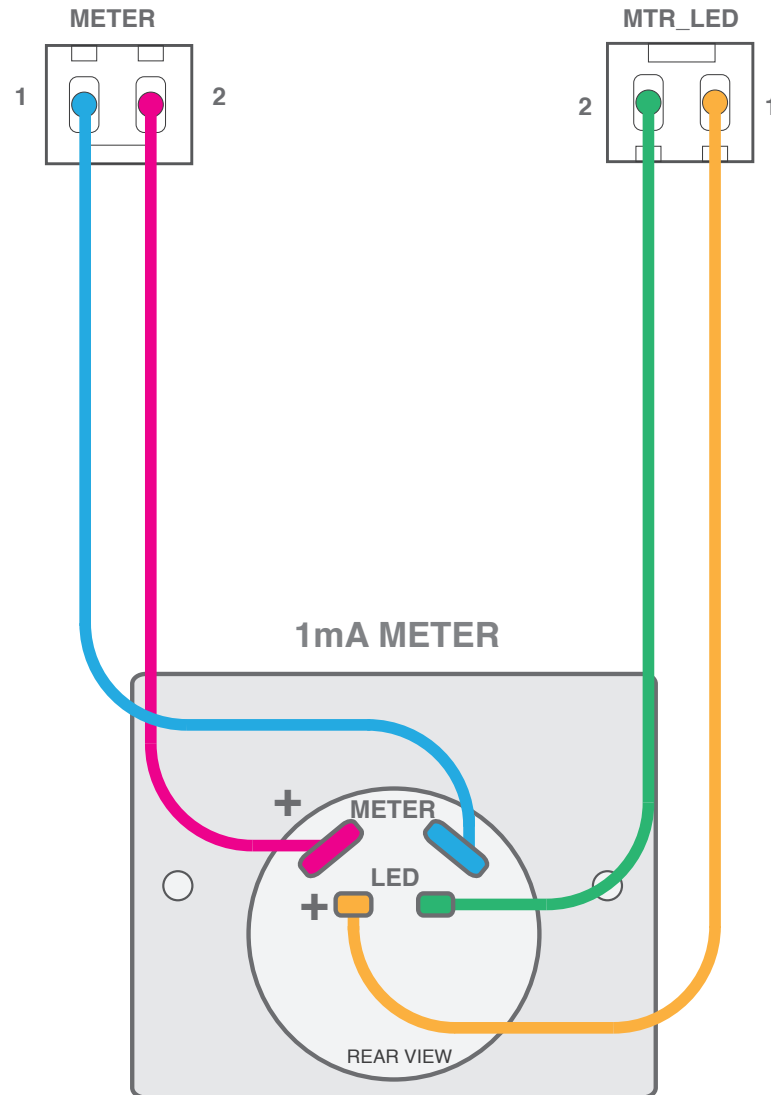 METER
MTR_LED
1
2
2
1
1mA METER
+
METER
LED
+
REAR VIEW